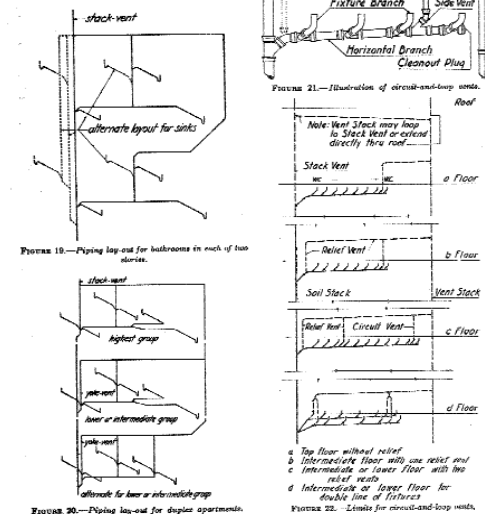 stack-vent
alternate layout for sinks
FIGURE 19.—Piping lay-out for bathrooms in each of two
stories.
stack-vent
highest group
yoke-vent
lower or intermediate group
yoke-vent
alternate for lower or intermediate group
FIGURE 20.—Piping lay-out for duplex apartments.
Fixture Branch
Side Vent
Horizontal Branch
Cleanout Plug
FIGURE 21.—Illustration of circuit-and-loop vents.
Roof
Note: Vent Stack may loop
to Stack Vent or extend
directly thru roof
Stack Vent
WC
WC
a Floor
Relief Vent
b Floor
Soil Stack
Vent Stack
Relief Vent
Circuit Vent
c Floor
d Floor
a Top floor without relief
b Intermediate floor with one relief vent
c Intermediate or lower floor with two
relief vents
d Intermediate or lower floor for
double line of fixtures
FIGURE 22.—Limits for circuit-and-loop vents.